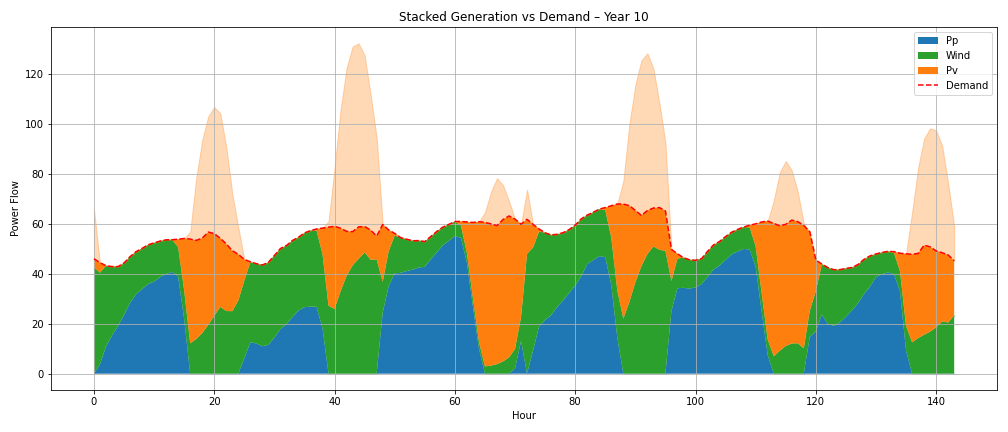 Stacked Generation vs Demand – Year 10
Pp
Wind
Pv
Demand
Power Flow
120
100
80
60
40
20
0
0 20 40 60 80 100 120 140
Hour